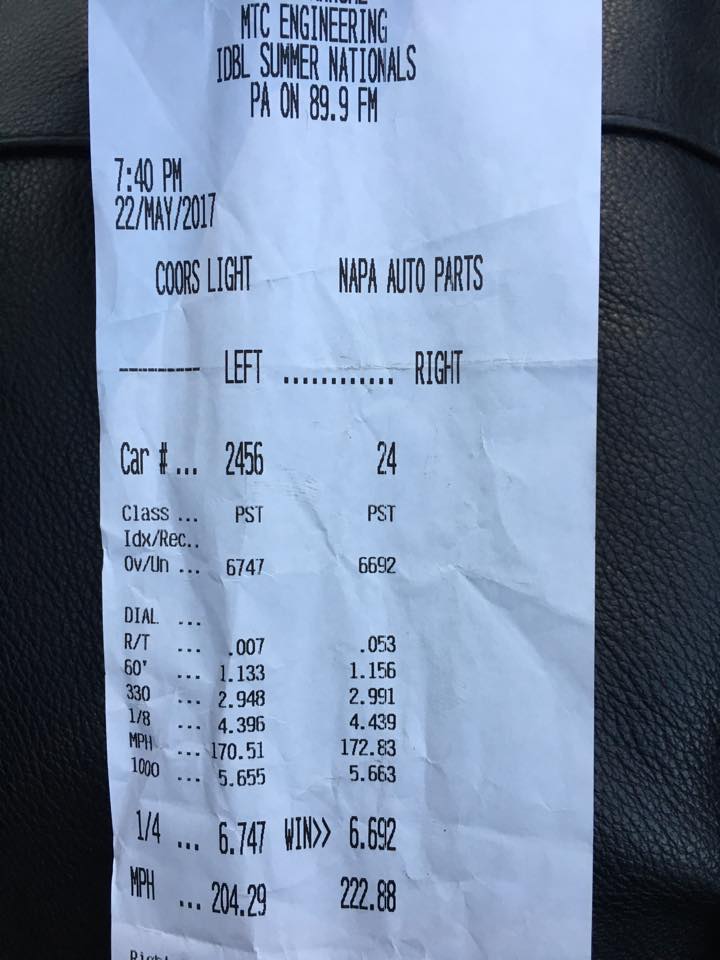 MTC ENGINEERING
IDBL SUMMER NATIONALS
PA ON 89.9 FM
7:40 PM
22/MAY/2017
COORS LIGHT NAPA AUTO PARTS
--------- LEFT ............ RIGHT
Car # ... 2456 24
Class ... PST PST
Idx/Rec..
Ov/Un ... 6747 6692
DIAL ...
R/T ... .007 .053
60' ... 1.133 1.156
330 ... 2.948 2.991
1/8 ... 4.396 4.439
MPH ... 170.51 172.83
1000 ... 5.655 5.663
1/4 ... 6.747 WIN>> 6.692
MPH ... 204.29 222.88